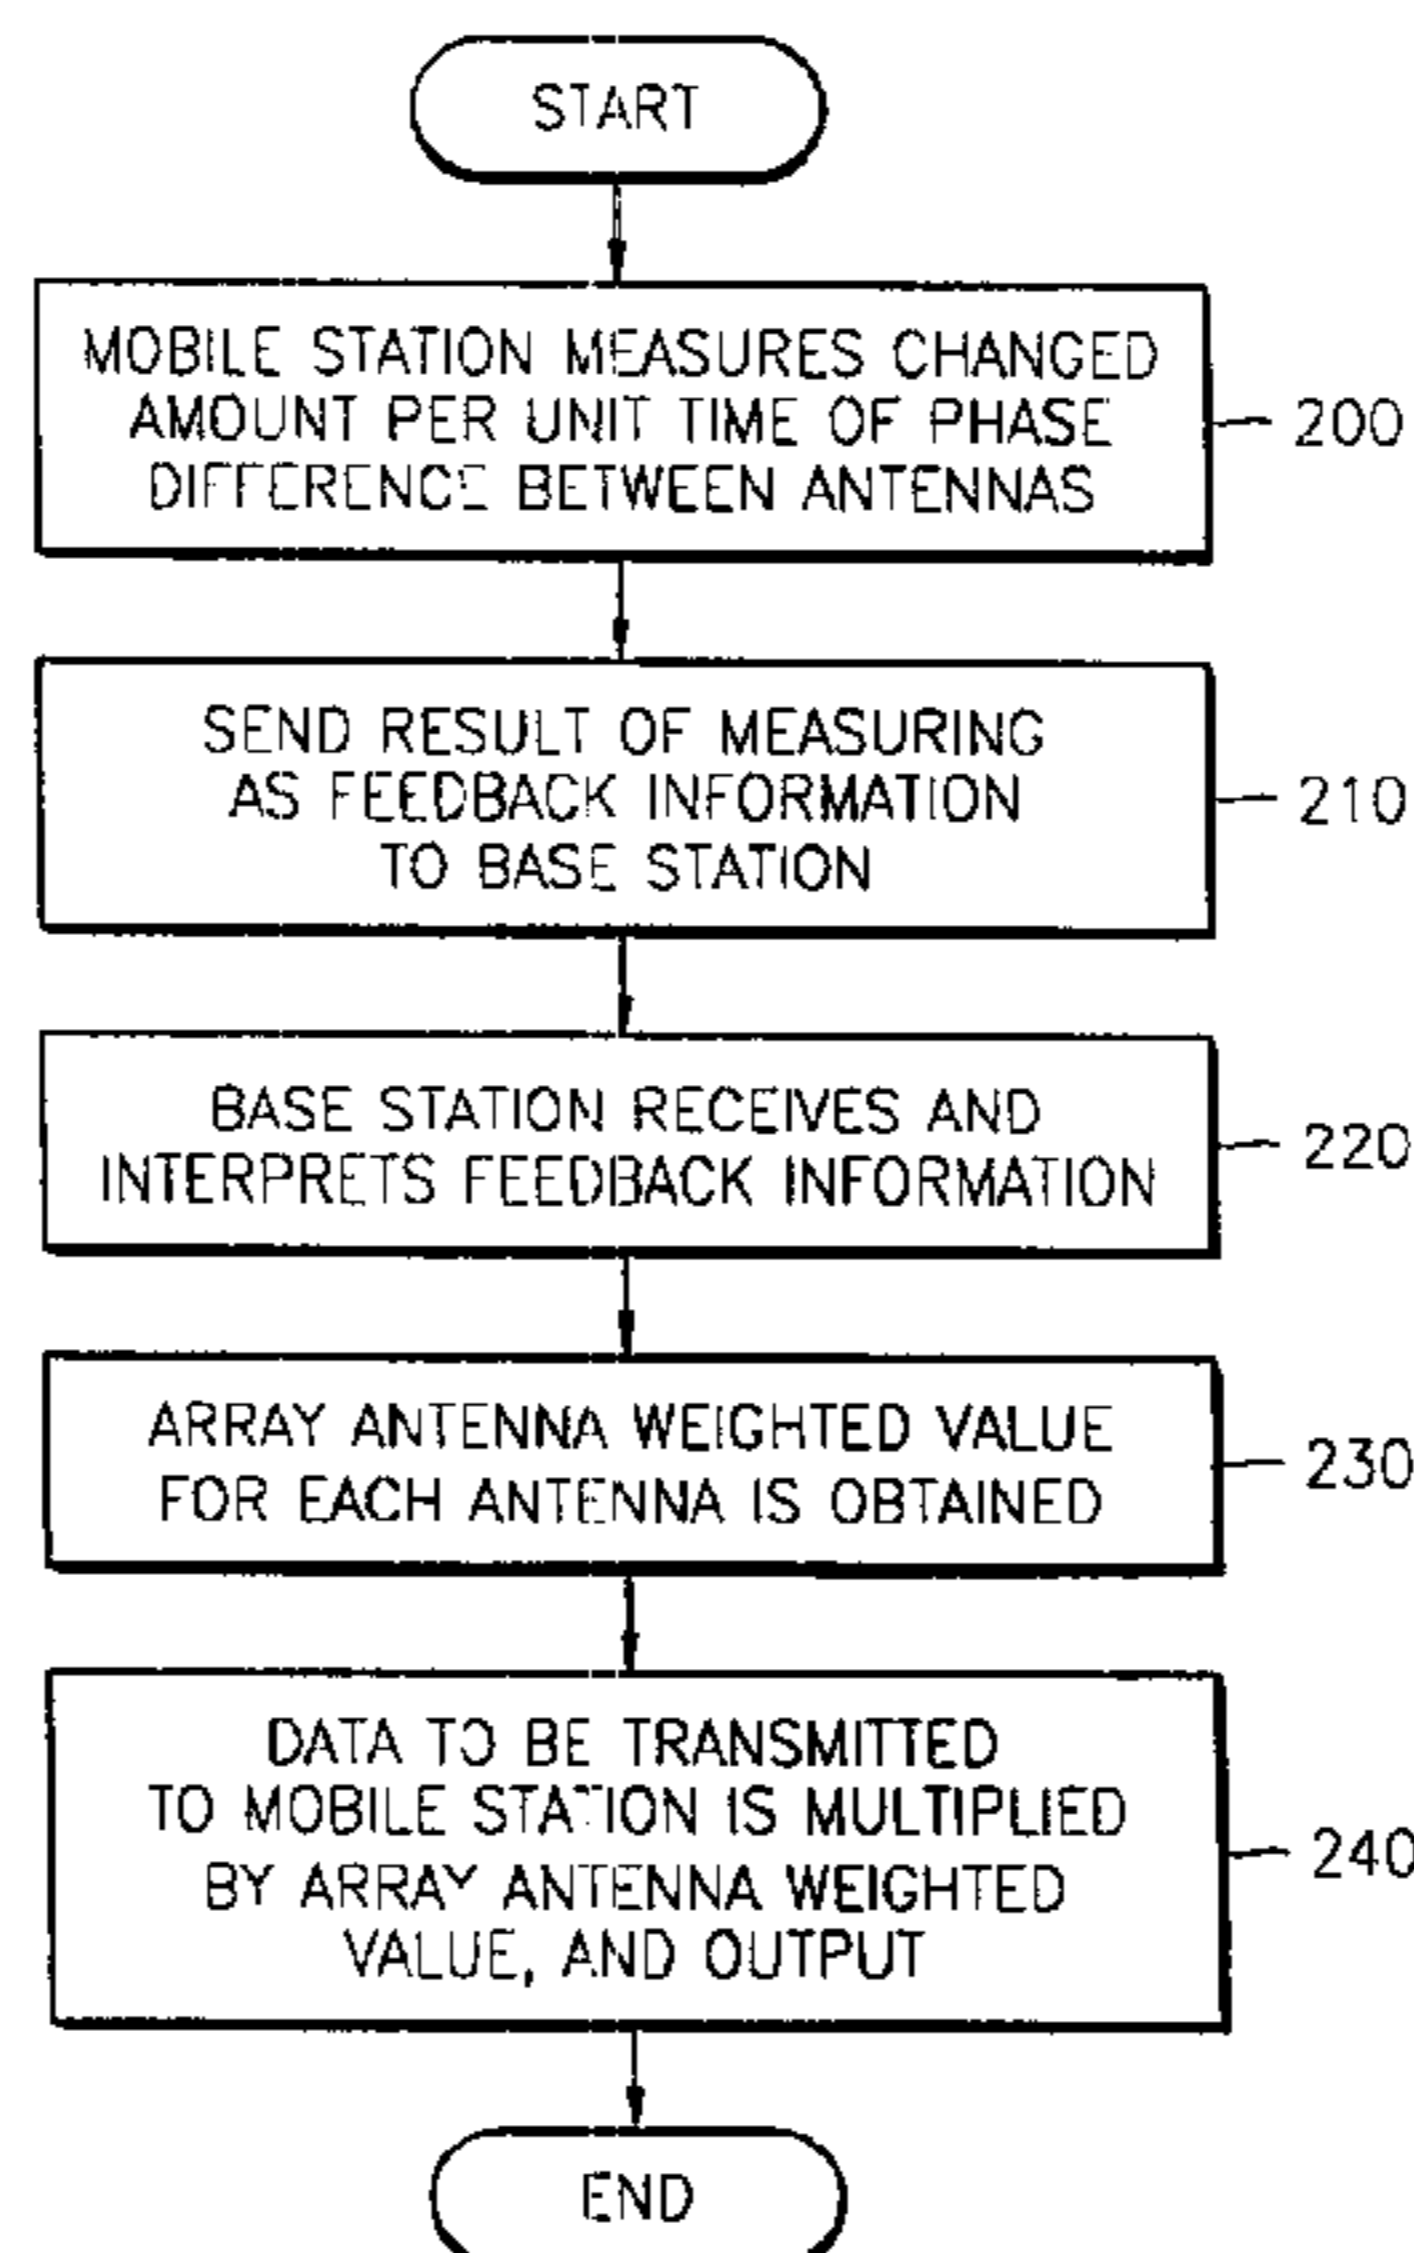 START
MOBILE STATION MEASURES CHANGED
AMOUNT PER UNIT TIME OF PHASE
DIFFERENCE BETWEEN ANTENNAS
200
SEND RESULT OF MEASURING
AS FEEDBACK INFORMATION
TO BASE STATION
210
BASE STATION RECEIVES AND
INTERPRETS FEEDBACK INFORMATION
220
ARRAY ANTENNA WEIGHTED VALUE
FOR EACH ANTENNA IS OBTAINED
230
DATA TO BE TRANSMITTED
TO MOBILE STATION IS MULTIPLIED
BY ARRAY ANTENNA WEIGHTED
VALUE, AND OUTPUT
240
END